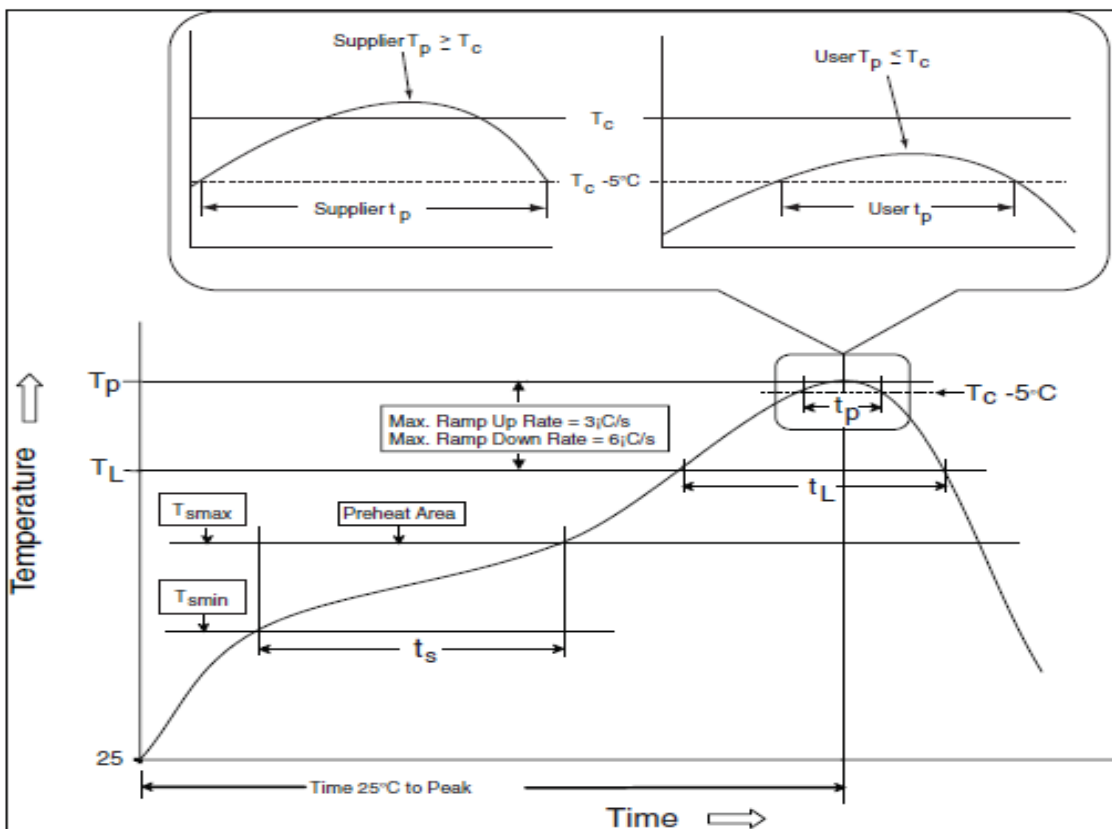 Supplier Tp ≥ Tc
User Tp ≤ Tc
Tc
Tc -5°C
Supplier tp
User tp
Tp
Tc -5°C
tp
Max. Ramp Up Rate = 3¡C/s
Max. Ramp Down Rate = 6¡C/s
TL
tL
Tsmax
Preheat Area
Tsmin
ts
Temperature
25
Time 25°C to Peak
Time